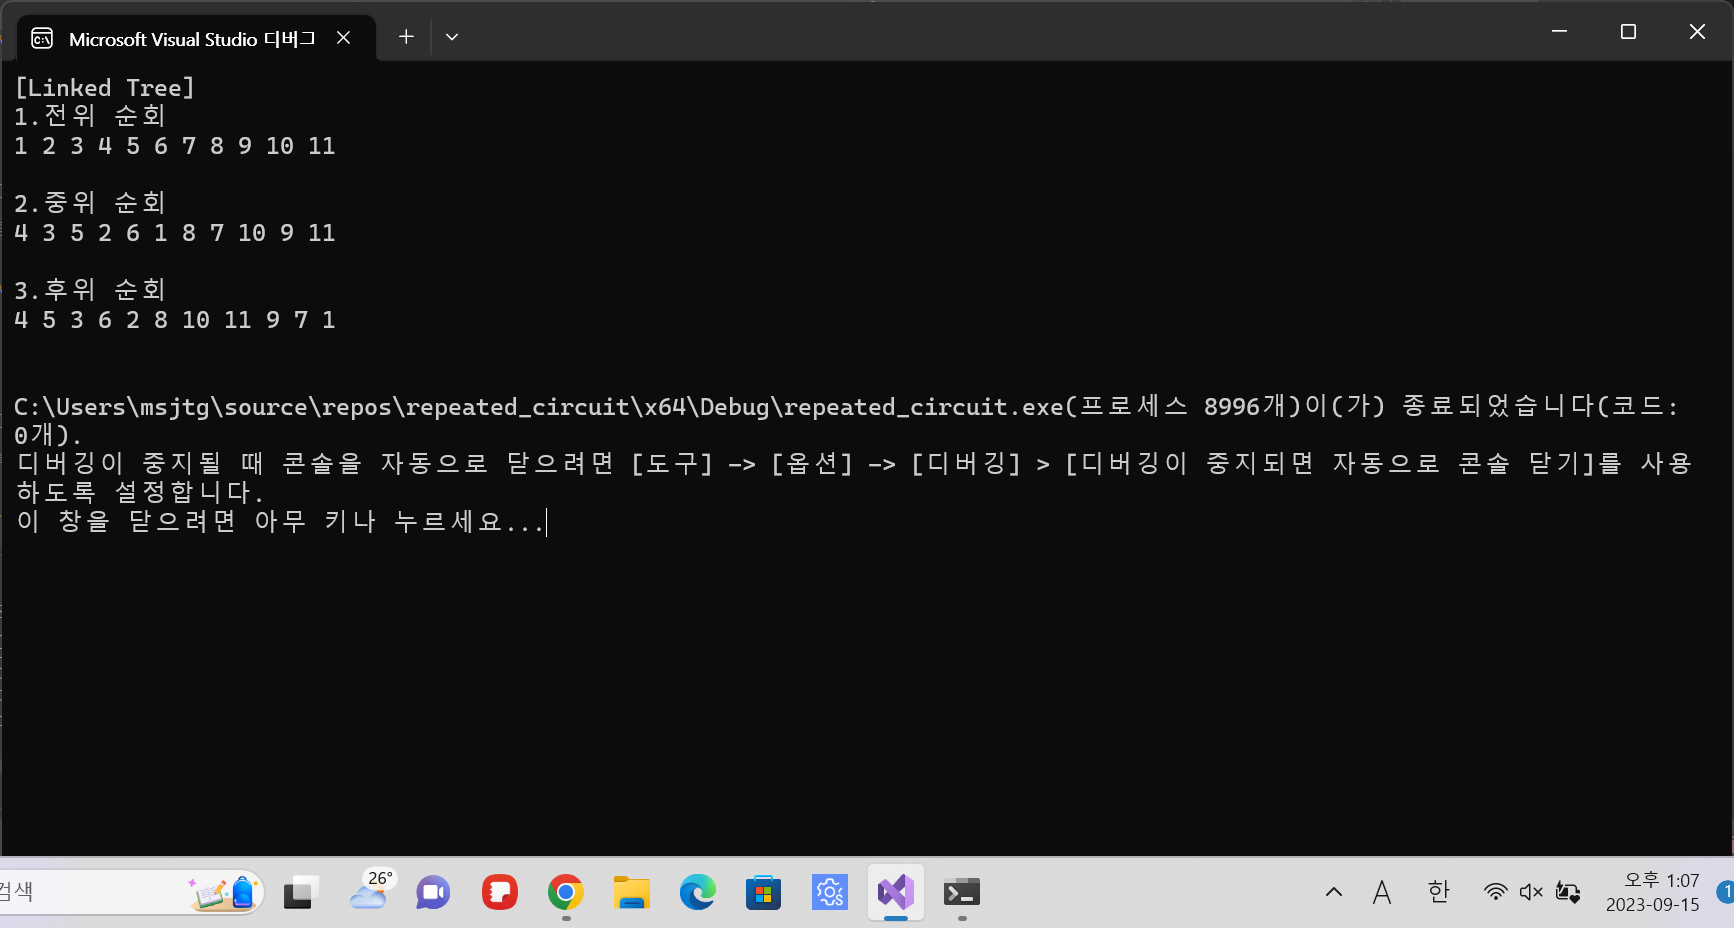 Microsoft Visual Studio 디버그
[Linked Tree]
1.전위 순회
1 2 3 4 5 6 7 8 9 10 11
2.중위 순회
4 3 5 2 6 1 8 7 10 9 11
3.후위 순회
4 5 3 6 2 8 10 11 9 7 1
C:\Users\msjtg\source\repos\repeated_circuit\x64\Debug\repeated_circuit.exe(프로세스 8996개)이(가) 종료되었습니다(코드:
0개).
디버깅이 중지될 때 콘솔을 자동으로 닫으려면 [도구] -> [옵션] -> [디버깅] > [디버깅이 중지되면 자동으로 콘솔 닫기]를 사용
하도록 설정합니다.
이 창을 닫으려면 아무 키나 누르세요...
검색
26°
A
한
오후 1:07
2023-09-15
1